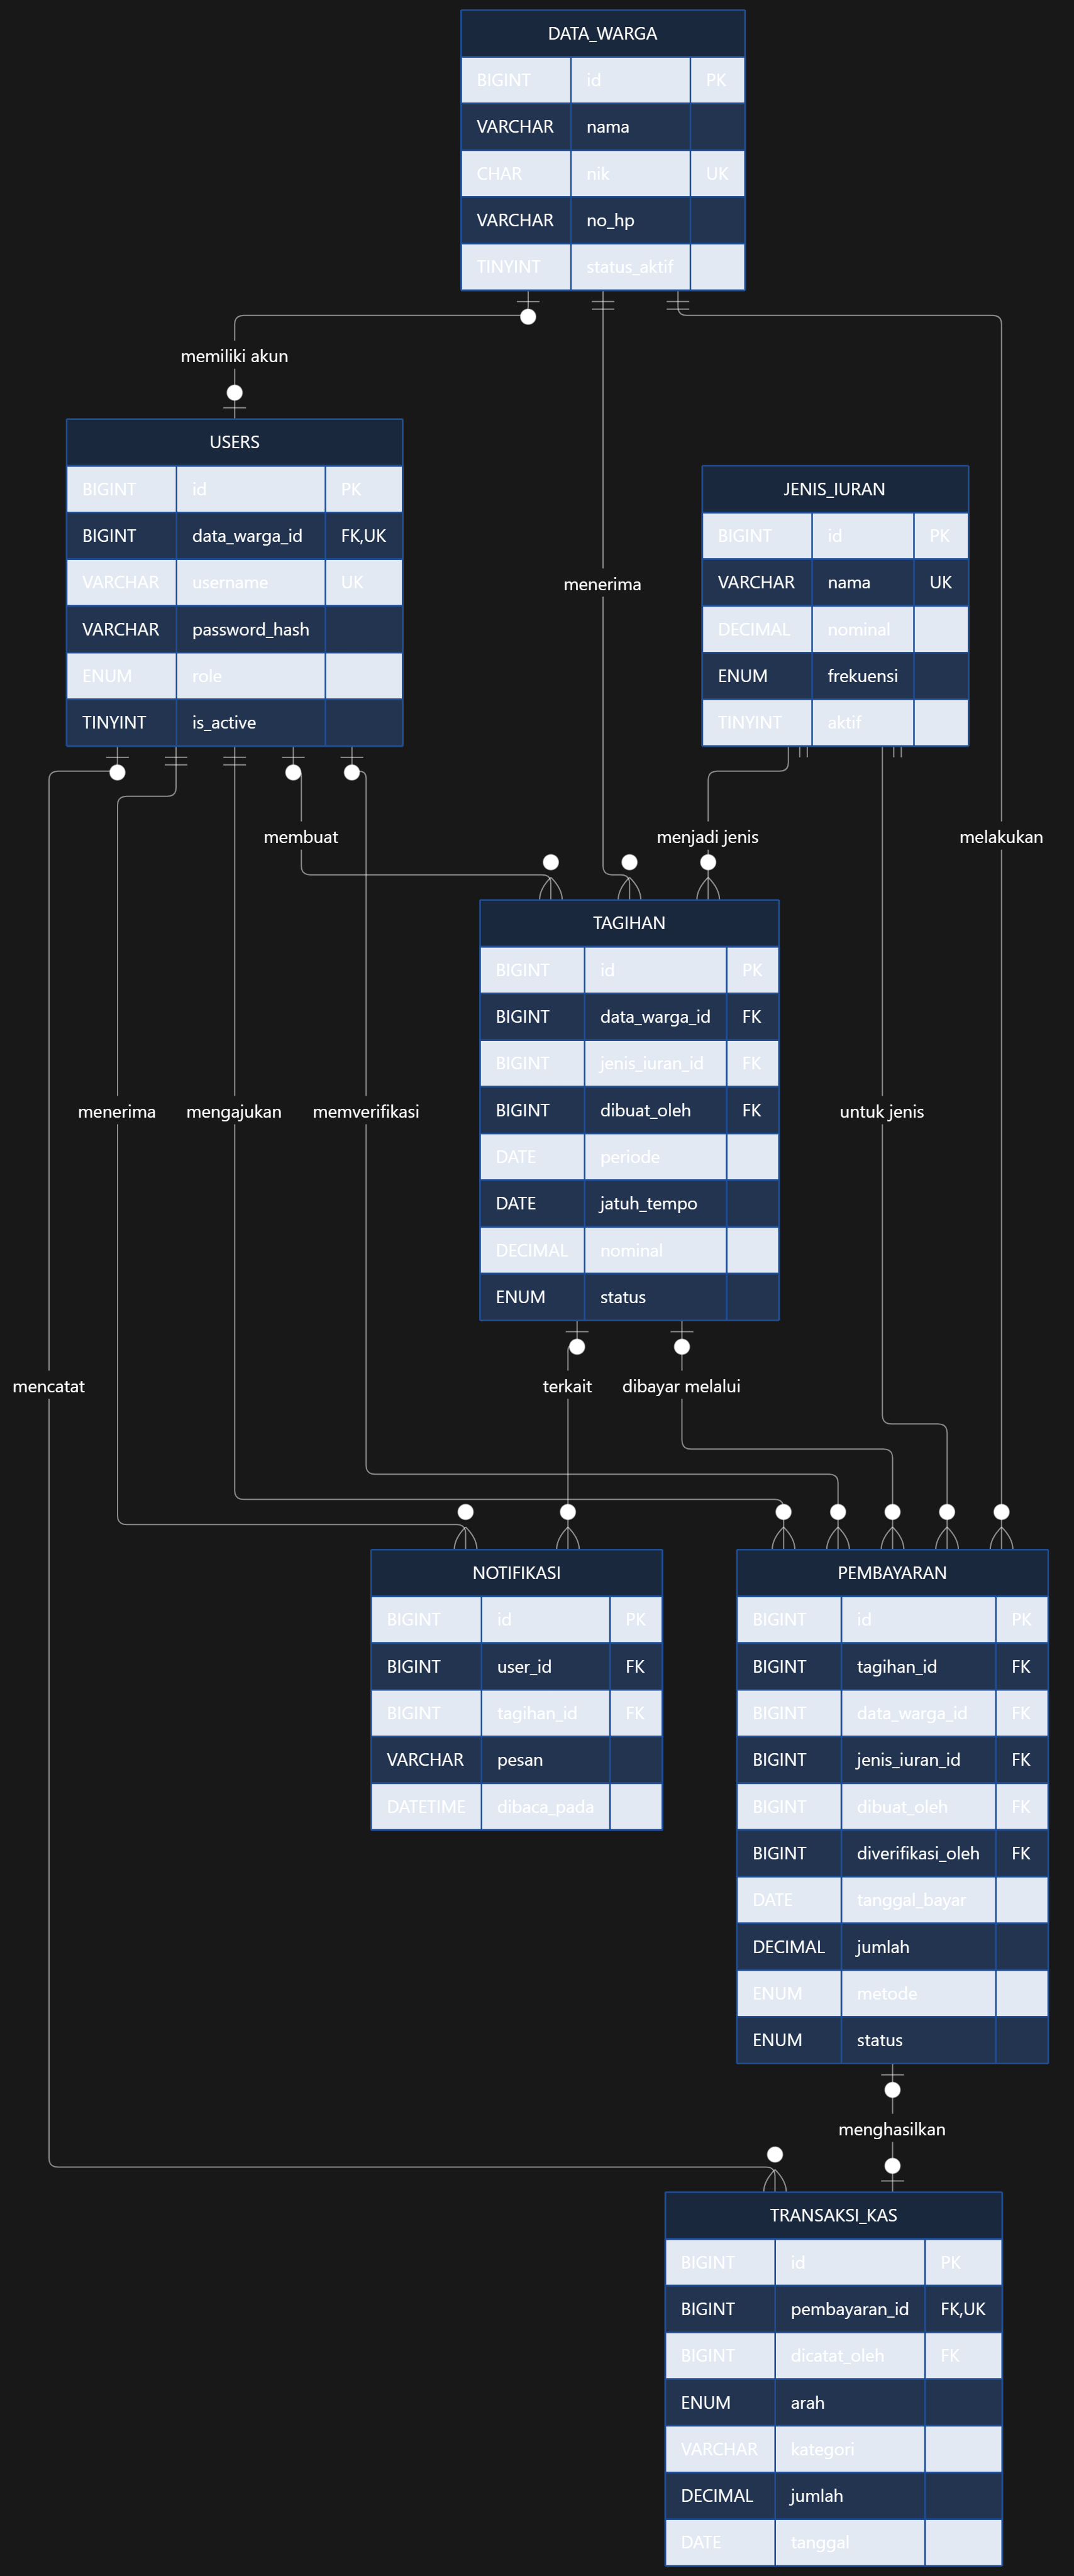 DATA_WARGA
BIGINT id PK
VARCHAR nama
CHAR nik UK
VARCHAR no_hp
TINYINT status_aktif
memiliki akun
USERS
BIGINT id PK
BIGINT data_warga_id FK,UK
VARCHAR username UK
VARCHAR password_hash
ENUM role
TINYINT is_active
menerima
JENIS_IURAN
BIGINT id PK
VARCHAR nama UK
DECIMAL nominal
ENUM frekuensi
TINYINT aktif
membuat
menjadi jenis
melakukan
TAGIHAN
BIGINT id PK
BIGINT data_warga_id FK
BIGINT jenis_iuran_id FK
BIGINT dibuat_oleh FK
DATE periode
DATE jatuh_tempo
DECIMAL nominal
ENUM status
menerima
mengajukan
memverifikasi
untuk jenis
mencatat
terkait
dibayar melalui
NOTIFIKASI
BIGINT id PK
BIGINT user_id FK
BIGINT tagihan_id FK
VARCHAR pesan
DATETIME dibaca_pada
PEMBAYARAN
BIGINT id PK
BIGINT tagihan_id FK
BIGINT data_warga_id FK
BIGINT jenis_iuran_id FK
BIGINT dibuat_oleh FK
BIGINT diverifikasi_oleh FK
DATE tanggal_bayar
DECIMAL jumlah
ENUM metode
ENUM status
menghasilkan
TRANSAKSI_KAS
BIGINT id PK
BIGINT pembayaran_id FK,UK
BIGINT dicatat_oleh FK
ENUM arah
VARCHAR kategori
DECIMAL jumlah
DATE tanggal